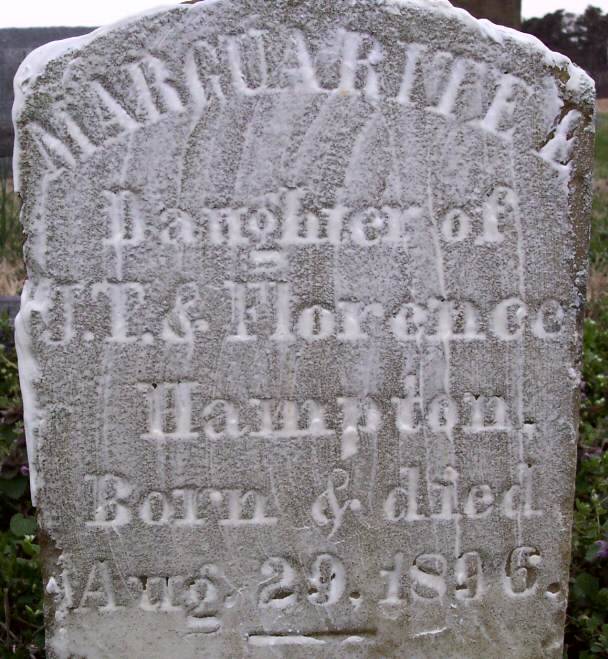 MARGUARITE
Daughter of
J.T. & Florence
Hampton.
Born & died
Aug. 29, 1896.